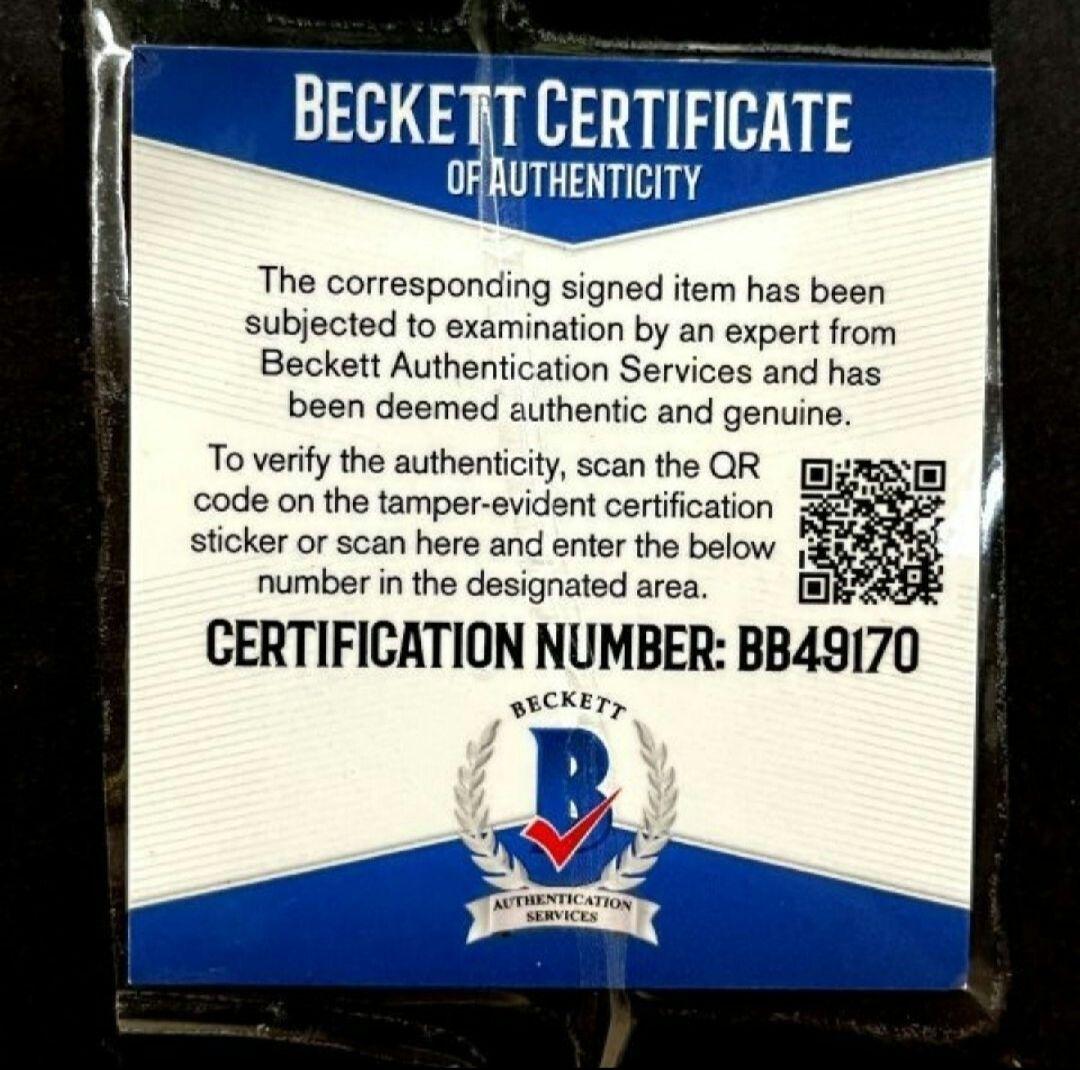 BECKETT CERTIFICATE
OF AUTHENTICITY
The corresponding signed item has been
subjected to examination by an expert from
Beckett Authentication Services and has
been deemed authentic and genuine.
To verify the authenticity, scan the QR
code on the tamper-evident certification
sticker or scan here and enter the below
number in the designated area.
CERTIFICATION NUMBER: BB49170
BECKETT
B
AUTHENTICATION
SERVICES